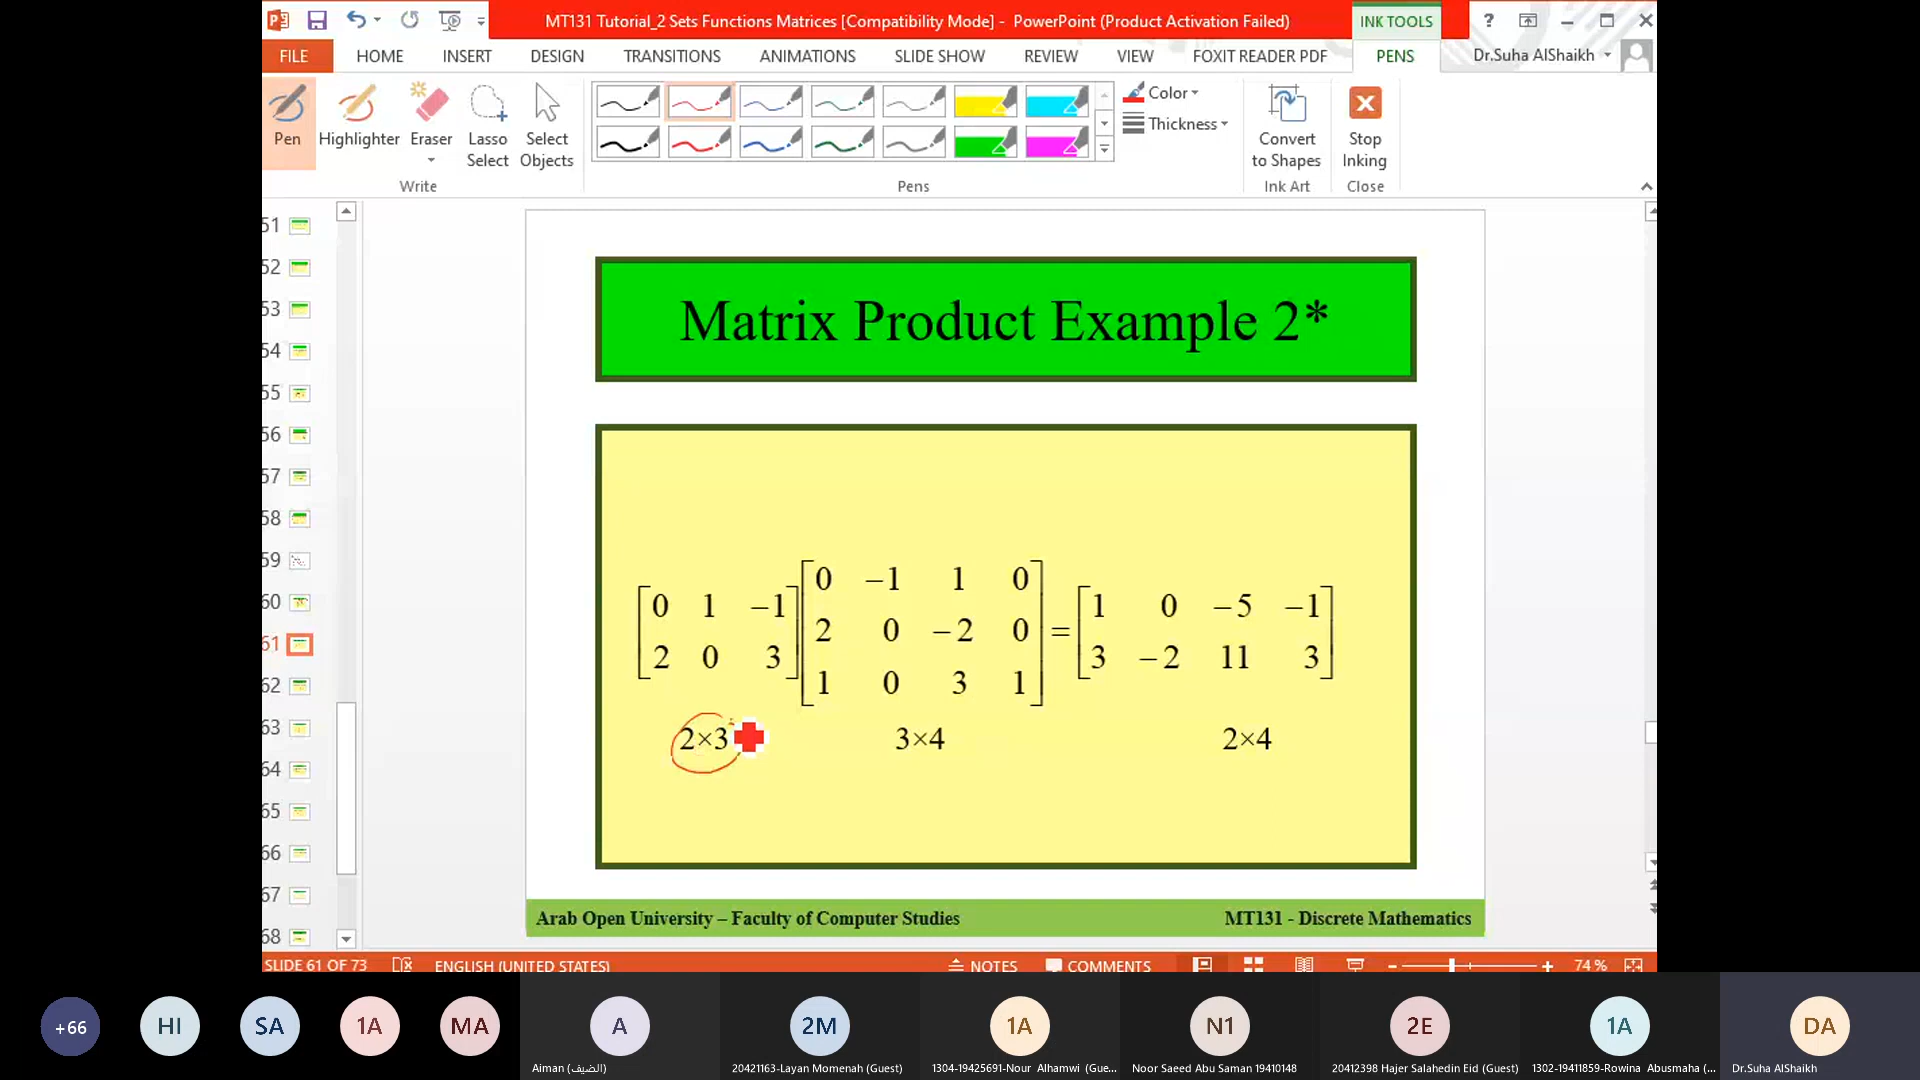 MT131 Tutorial_2 Sets Functions Matrices [Compatibility Mode] - PowerPoint (Product Activation Failed)
INK TOOLS
?
FILE HOME INSERT DESIGN TRANSITIONS ANIMATIONS SLIDE SHOW REVIEW VIEW FOXIT READER PDF PENS Dr.Suha AlShaikh
Pen Highlighter Eraser Lasso Select Select Objects
Color
Thickness
Convert to Shapes
Stop Inking
Write Pens Ink Art Close
51
52
53
54
55
56
57
58
59
60
61
62
63
64
65
66
67
68
Matrix Product Example 2*
[0 1 −1; 2 0 3] [0 −1 1 0; 2 0 −2 0; 1 0 3 1] = [1 0 −5 −1; 3 −2 11 3]
2×3 3×4 2×4
Arab Open University – Faculty of Computer Studies MT131 - Discrete Mathematics
SLIDE 61 OF 73 ENGLISH (UNITED STATES) NOTES COMMENTS 74 %
+66 HI SA 1A MA A 2M 1A N1 2E 1A DA
Aiman (الضيف) 20421163-Layan Momenah (Guest) 1304-19425691-Nour Alhamwi (Gue... Noor Saeed Abu Saman 19410148 20412398 Hajer Salahedin Eid (Guest) 1302-19411859-Rowina Abusmaha (... Dr.Suha AlShaikh